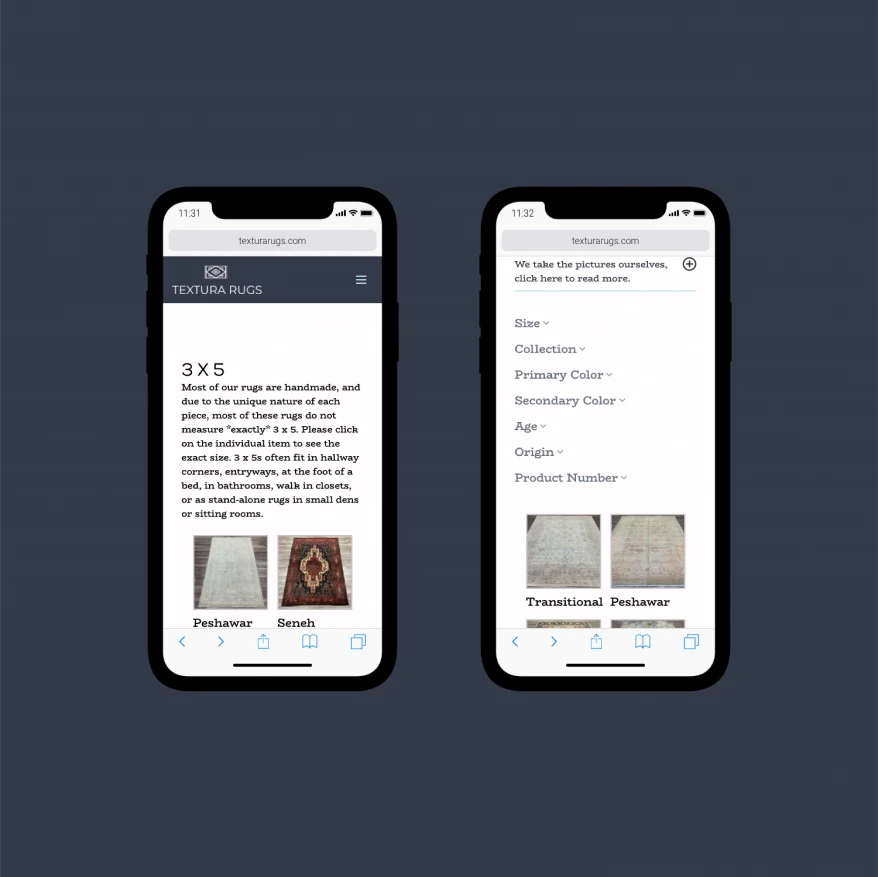 11:31
texturarugs.com
TEXTURA RUGS
3 X 5
Most of our rugs are handmade, and
due to the unique nature of each
piece, most of these rugs do not
measure *exactly* 3 x 5. Please click
on the individual item to see the
exact size. 3 x 5s often fit in hallway
corners, entryways, at the foot of a
bed, in bathrooms, walk in closets,
or as stand-alone rugs in small dens
or sitting rooms.
Peshawar
Seneh
11:32
texturarugs.com
We take the pictures ourselves,
click here to read more.
Size
Collection
Primary Color
Secondary Color
Age
Origin
Product Number
Transitional
Peshawar